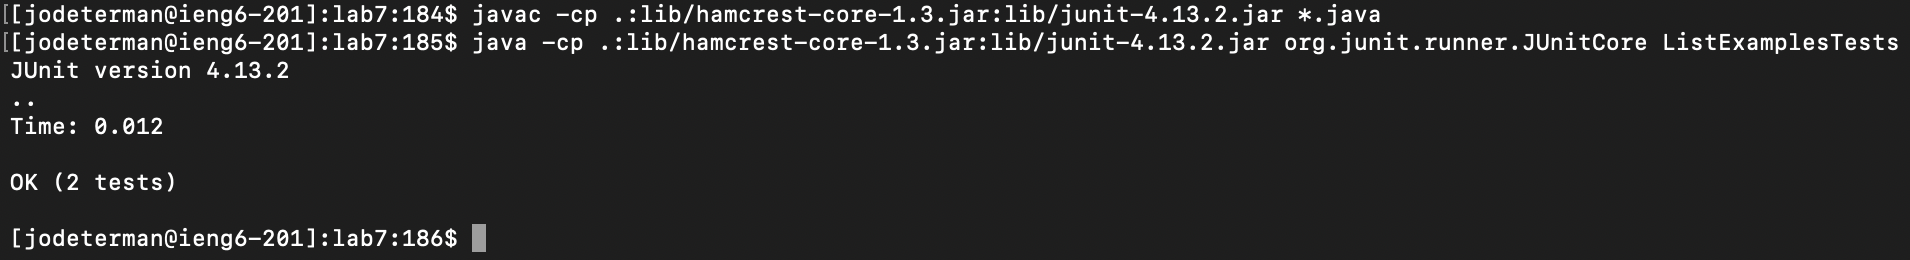 [[jodeterman@ieng6-201]:lab7:184$ javac -cp .:lib/hamcrest-core-1.3.jar:lib/junit-4.13.2.jar *.java
[[jodeterman@ieng6-201]:lab7:185$ java -cp .:lib/hamcrest-core-1.3.jar:lib/junit-4.13.2.jar org.junit.runner.JUnitCore ListExamplesTests
JUnit version 4.13.2
..
Time: 0.012
OK (2 tests)
[jodeterman@ieng6-201]:lab7:186$